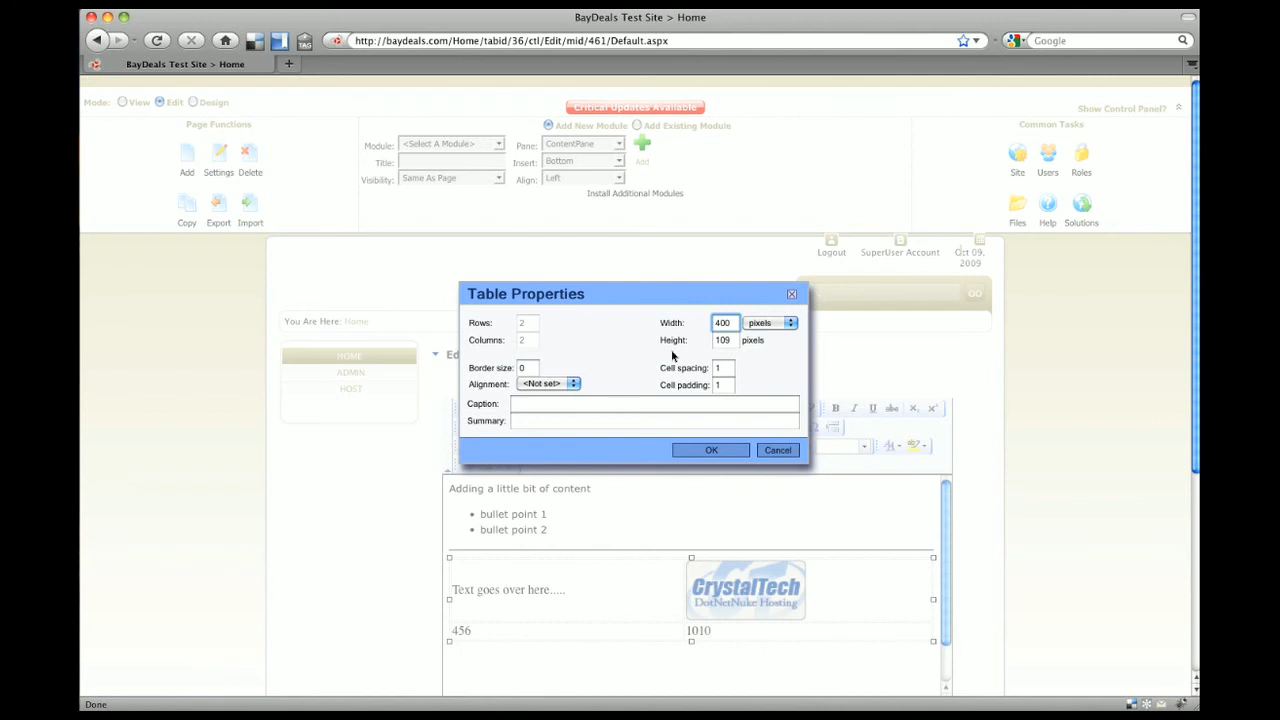 BayDeals Test Site > Home
http://baydeals.com/Home/tabid/36/ctl/Edit/mid/461/Default.aspx
Google
BayDeals Test Site > Home
Mode: View Edit Design
Critical Updates Available
Show Control Panel?
Page Functions
Add New Module Add Existing Module
Common Tasks
Module: <Select A Module> Pane: ContentPane
Title: Insert: Bottom
Add
Visibility: Same As Page Align: Left
Add Settings Delete
Site Users Roles
Install Additional Modules
Copy Export Import
Files Help Solutions
Logout SuperUser Account Oct 09, 2009
GO
You Are Here: Home
HOME
ADMIN
HOST
Ed
Table Properties
Rows: 2 Width: 400 pixels
Columns: 2 Height: 109 pixels
Border size: 0 Cell spacing: 1
Alignment: <Not set> Cell padding: 1
Caption:
Summary:
OK Cancel
B I U abc X, X'
Adding a little bit of content
• bullet point 1
• bullet point 2
Text goes over here.....
CrystalTech
DotNetNuke Hosting
456 1010
Done